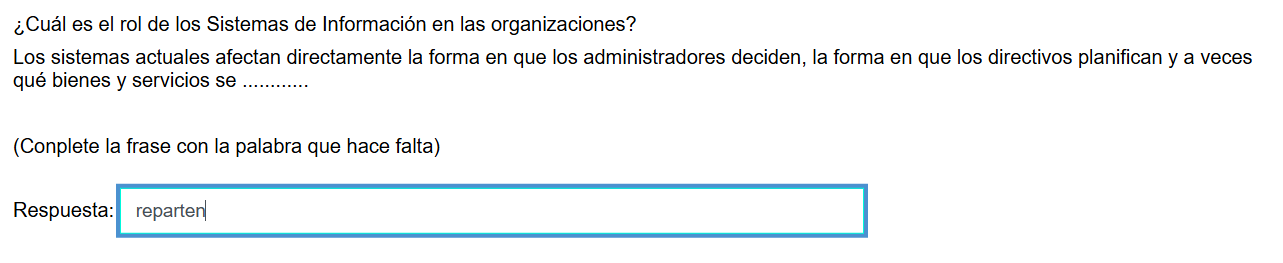 ¿Cuál es el rol de los Sistemas de Información en las organizaciones?
Los sistemas actuales afectan directamente la forma en que los administradores deciden, la forma en que los directivos planifican y a veces
qué bienes y servicios se ............
(Conplete la frase con la palabra que hace falta)
Respuesta: reparten